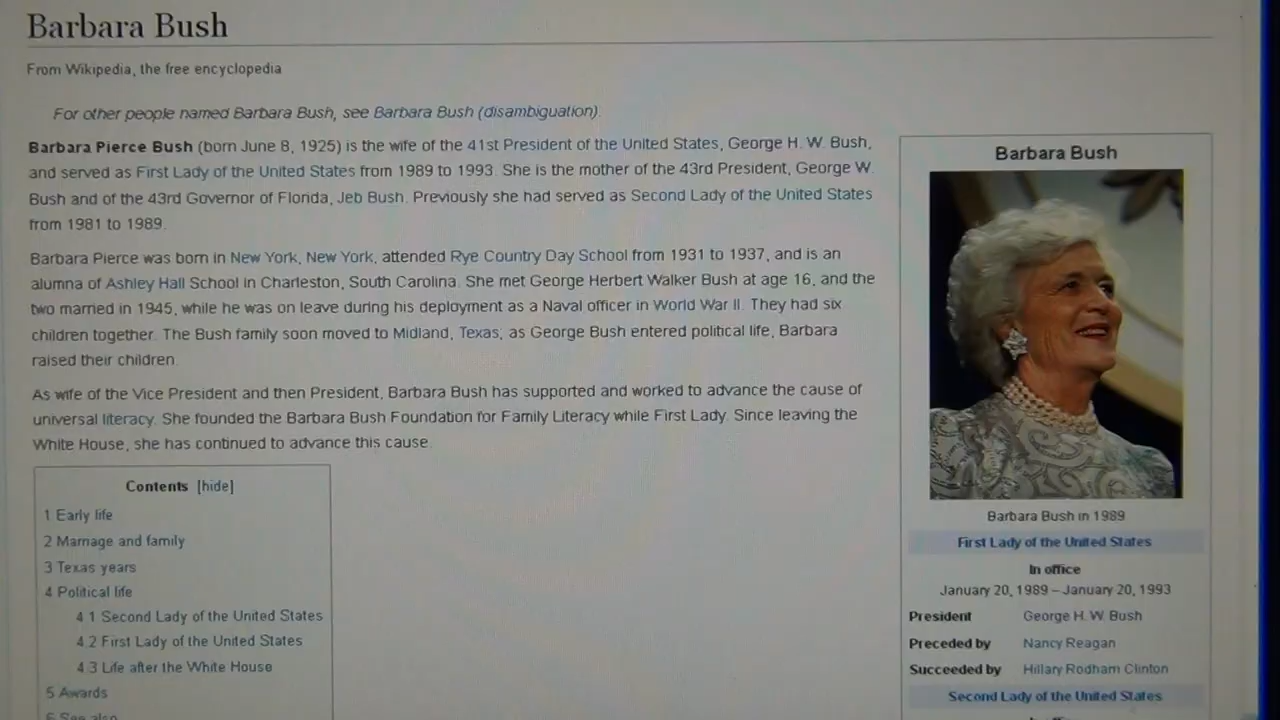 Barbara Bush
From Wikipedia, the free encyclopedia
For other people named Barbara Bush, see Barbara Bush (disambiguation).
Barbara Pierce Bush (born June 8, 1925) is the wife of the 41st President of the United States, George H. W. Bush,
and served as First Lady of the United States from 1989 to 1993. She is the mother of the 43rd President, George W.
Bush and of the 43rd Governor of Florida, Jeb Bush. Previously she had served as Second Lady of the United States
from 1981 to 1989.
Barbara Pierce was born in New York, New York, attended Rye Country Day School from 1931 to 1937, and is an
alumna of Ashley Hall School in Charleston, South Carolina. She met George Herbert Walker Bush at age 16, and the
two married in 1945, while he was on leave during his deployment as a Naval officer in World War II. They had six
children together. The Bush family soon moved to Midland, Texas; as George Bush entered political life, Barbara
raised their children.
As wife of the Vice President and then President, Barbara Bush has supported and worked to advance the cause of
universal literacy. She founded the Barbara Bush Foundation for Family Literacy while First Lady. Since leaving the
White House, she has continued to advance this cause.
Contents [hide]
1 Early life
2 Marriage and family
3 Texas years
4 Political life
4.1 Second Lady of the United States
4.2 First Lady of the United States
4.3 Life after the White House
5 Awards
6 See also
Barbara Bush
Barbara Bush in 1989
First Lady of the United States
In office
January 20, 1989 – January 20, 1993
President George H. W. Bush
Preceded by Nancy Reagan
Succeeded by Hillary Rodham Clinton
Second Lady of the United States
In office